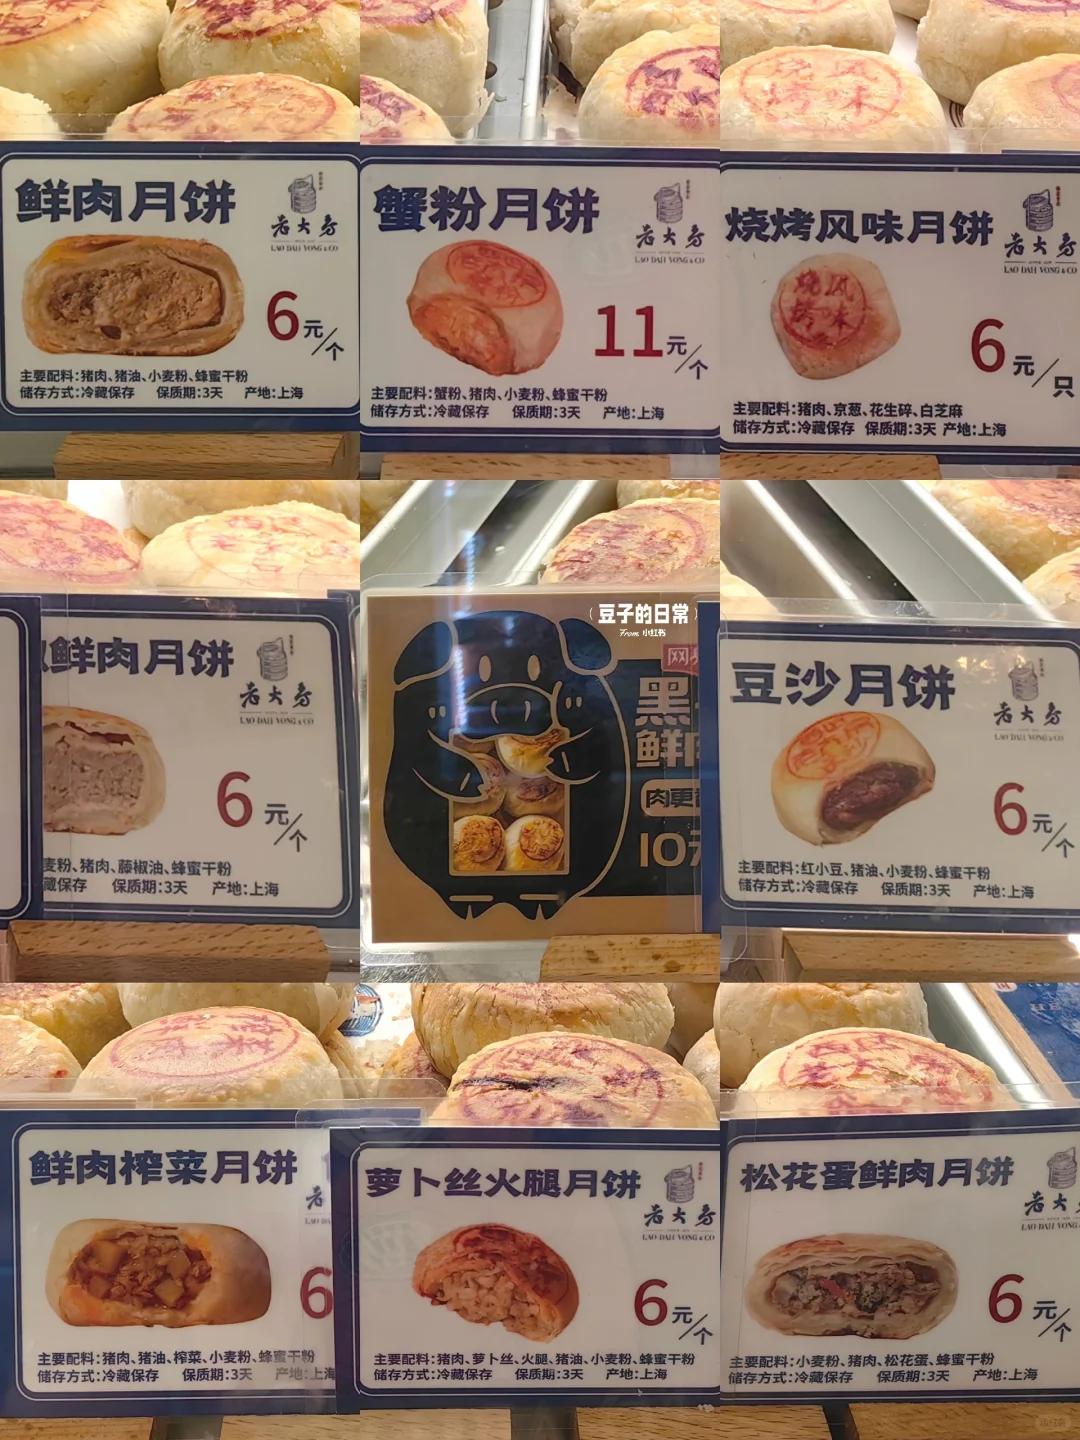 鲜肉月饼
老大房
LAO DAH VONG & CO
6元/个
主要配料:猪肉、猪油、小麦粉、蜂蜜干粉
储存方式:冷藏保存 保质期:3天 产地:上海
蟹粉月饼
老大房
LAO DAH VONG & CO
11元/个
主要配料:蟹粉、猪肉、小麦粉、蜂蜜干粉
储存方式:冷藏保存 保质期:3天 产地:上海
烧烤风味
烧烤风味月饼
老大房
LAO DAH VONG & CO
烧烤风味
6元/只
主要配料:猪肉、京葱、花生碎、白芝麻
储存方式:冷藏保存 保质期:3天 产地:上海
鲜肉月饼
老大房
LAO DAH VONG & CO
6元/个
麦粉、猪肉、藤椒油、蜂蜜干粉
藏保存 保质期:3天 产地:上海
豆子的日常
From 小红书
网
黑
鲜肉
肉更
10元
豆沙月饼
老大房
LAO DAH VONG & CO
6元/个
主要配料:红小豆、猪油、小麦粉、蜂蜜干粉
储存方式:冷藏保存 保质期:3天 产地:上海
鲜肉榨菜月饼
老
LAO DAH
6
主要配料:猪肉、猪油、榨菜、小麦粉、蜂蜜干粉
储存方式:冷藏保存 保质期:3天 产地:上海
萝卜丝火腿月饼
老大房
LAO DAH VONG & CO
6元/个
主要配料:猪肉、萝卜丝、火腿、猪油、小麦粉、蜂蜜干粉
储存方式:冷藏保存 保质期:3天 产地:上海
松花蛋鲜肉月饼
老大
LAO DAH VONG & C
6元/个
主要配料:小麦粉、猪肉、松花蛋、蜂蜜干粉
储存方式:冷藏保存 保质期:3天 产地:上海